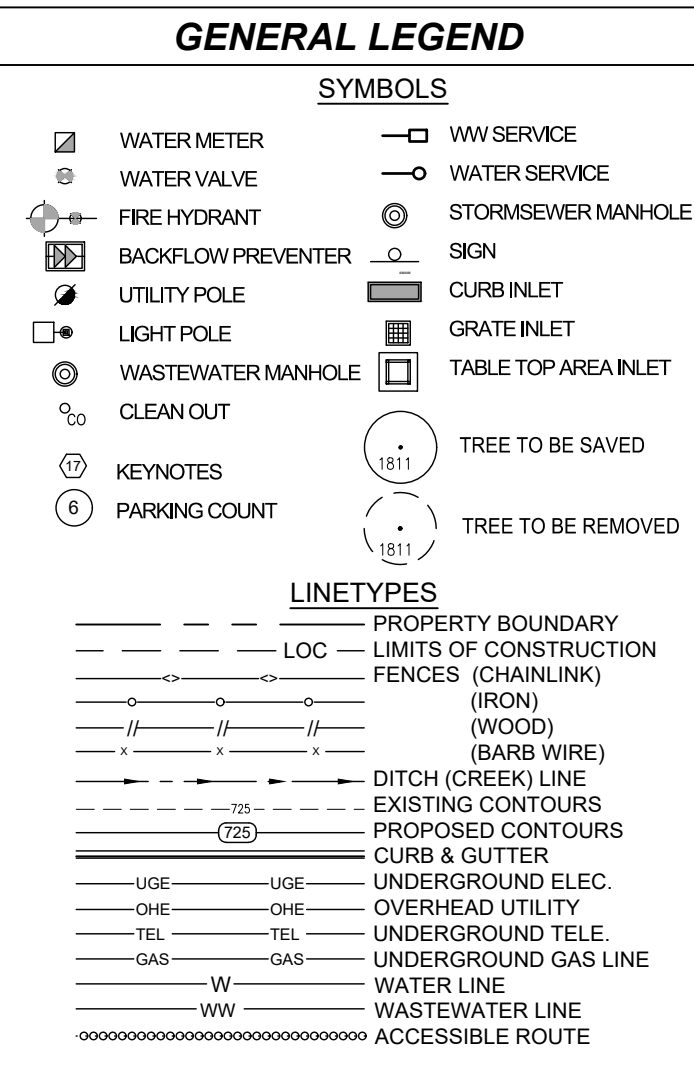 GENERAL LEGEND
SYMBOLS
WATER METER
WATER VALVE
FIRE HYDRANT
BACKFLOW PREVENTER
UTILITY POLE
LIGHT POLE
WASTEWATER MANHOLE
CO CLEAN OUT
17 KEYNOTES
6 PARKING COUNT
WW SERVICE
WATER SERVICE
STORMSEWER MANHOLE
SIGN
CURB INLET
GRATE INLET
TABLE TOP AREA INLET
1811 TREE TO BE SAVED
1811 TREE TO BE REMOVED
LINETYPES
PROPERTY BOUNDARY
LOC LIMITS OF CONSTRUCTION
<> <> FENCES (CHAINLINK)
(IRON)
// // // (WOOD)
x x x (BARB WIRE)
DITCH (CREEK) LINE
725 EXISTING CONTOURS
725 PROPOSED CONTOURS
CURB & GUTTER
UGE UGE UNDERGROUND ELEC.
OHE OHE OVERHEAD UTILITY
TEL TEL UNDERGROUND TELE.
GAS GAS UNDERGROUND GAS LINE
W WATER LINE
WW WASTEWATER LINE
ACCESSIBLE ROUTE